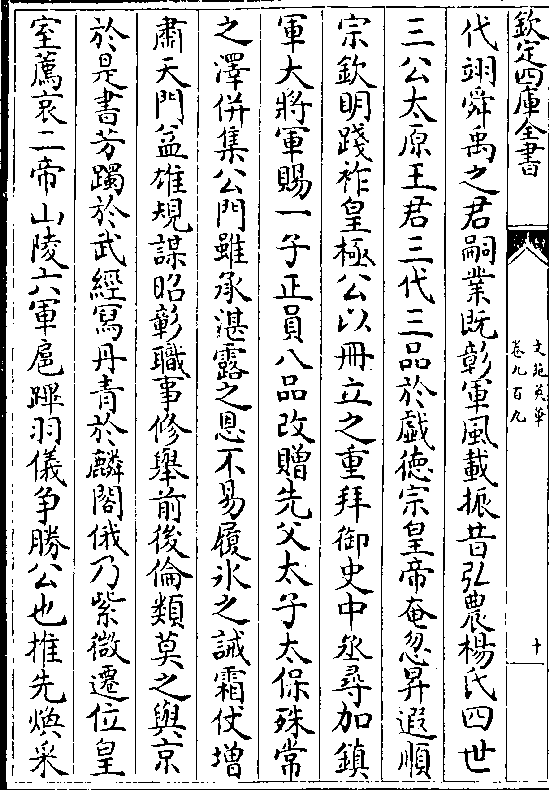 欽定四庫全書
文苑英華
卷九百九
十
代翊舜禹之君嗣業既彰軍風載振昔弘農楊氏四世
三公太原王君三代三品於戲德宗皇帝奄忽昇遐順
宗欽明踐祚皇極公以册立之重拜御史中丞尋加鎮
軍大將軍賜一子正員八品改贈先父太子太保殊常
之澤併集公門雖承湛露之恩不易履氷之誡霜仗增
肅天門益雄規謀昭彰職事修舉前後倫類莫之與京
於是書芳躅於武經寫丹青於麟閣俄乃紫微遷位皇
室薦哀二帝山陵六軍扈蹕羽儀争勝公也推先煥采